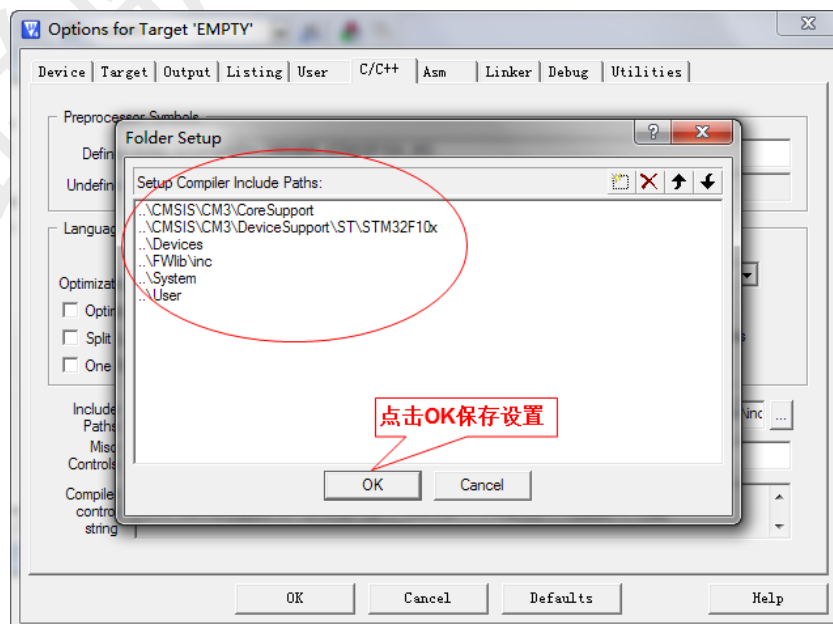 Options for Target 'EMPTY'
Device Target Output Listing User C/C++ Asm Linker Debug Utilities
Preprocessor Symbols
Folder Setup
Defin
Setup Compiler Include Paths:
Undefin
..\CMSIS\CM3\CoreSupport
..\CMSIS\CM3\DeviceSupport\ST\STM32F10x
Languag
..\Devices
..\FWlib\inc
..\System
Optimizat
..\User
Optin
Split
One
Include
Paths
点击OK保存设置
...
Misc
Controls
OK Cancel
Compile
contro
string
OK Cancel Defaults Help